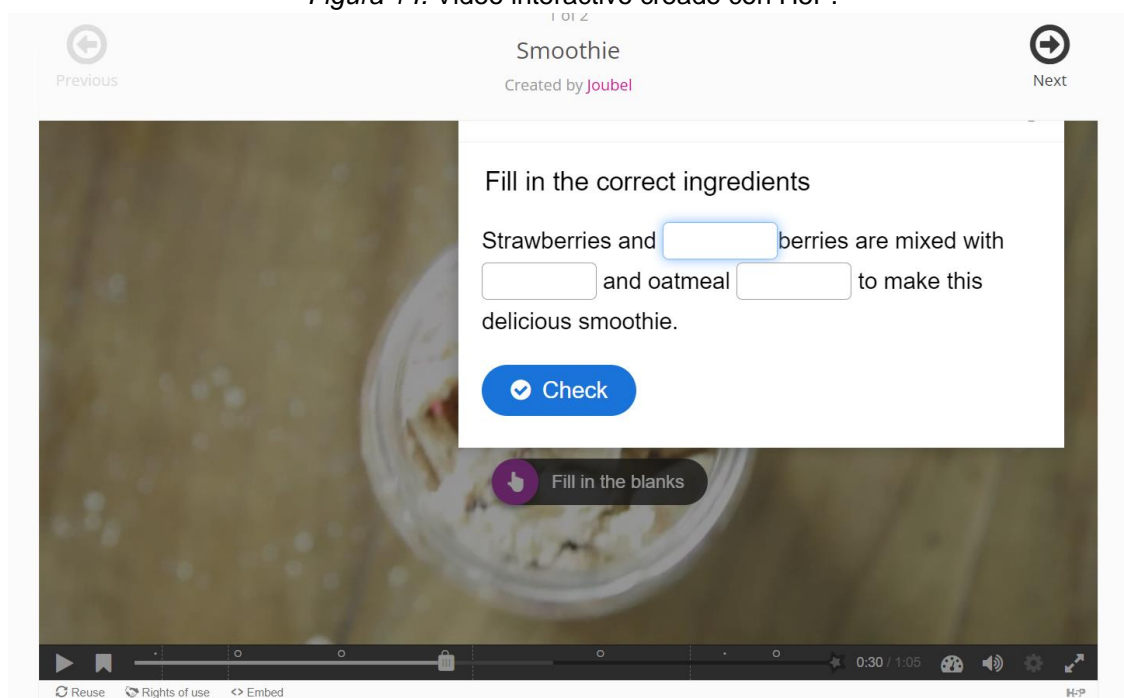 Figura 11. Video interactivo creado con H5P.
1 of 2
Smoothie
Previous
Created by Joubel
Next
Fill in the correct ingredients
Strawberries and berries are mixed with
and oatmeal to make this
delicious smoothie.
Check
Fill in the blanks
0:30 / 1:05
Reuse Rights of use <> Embed
H-P